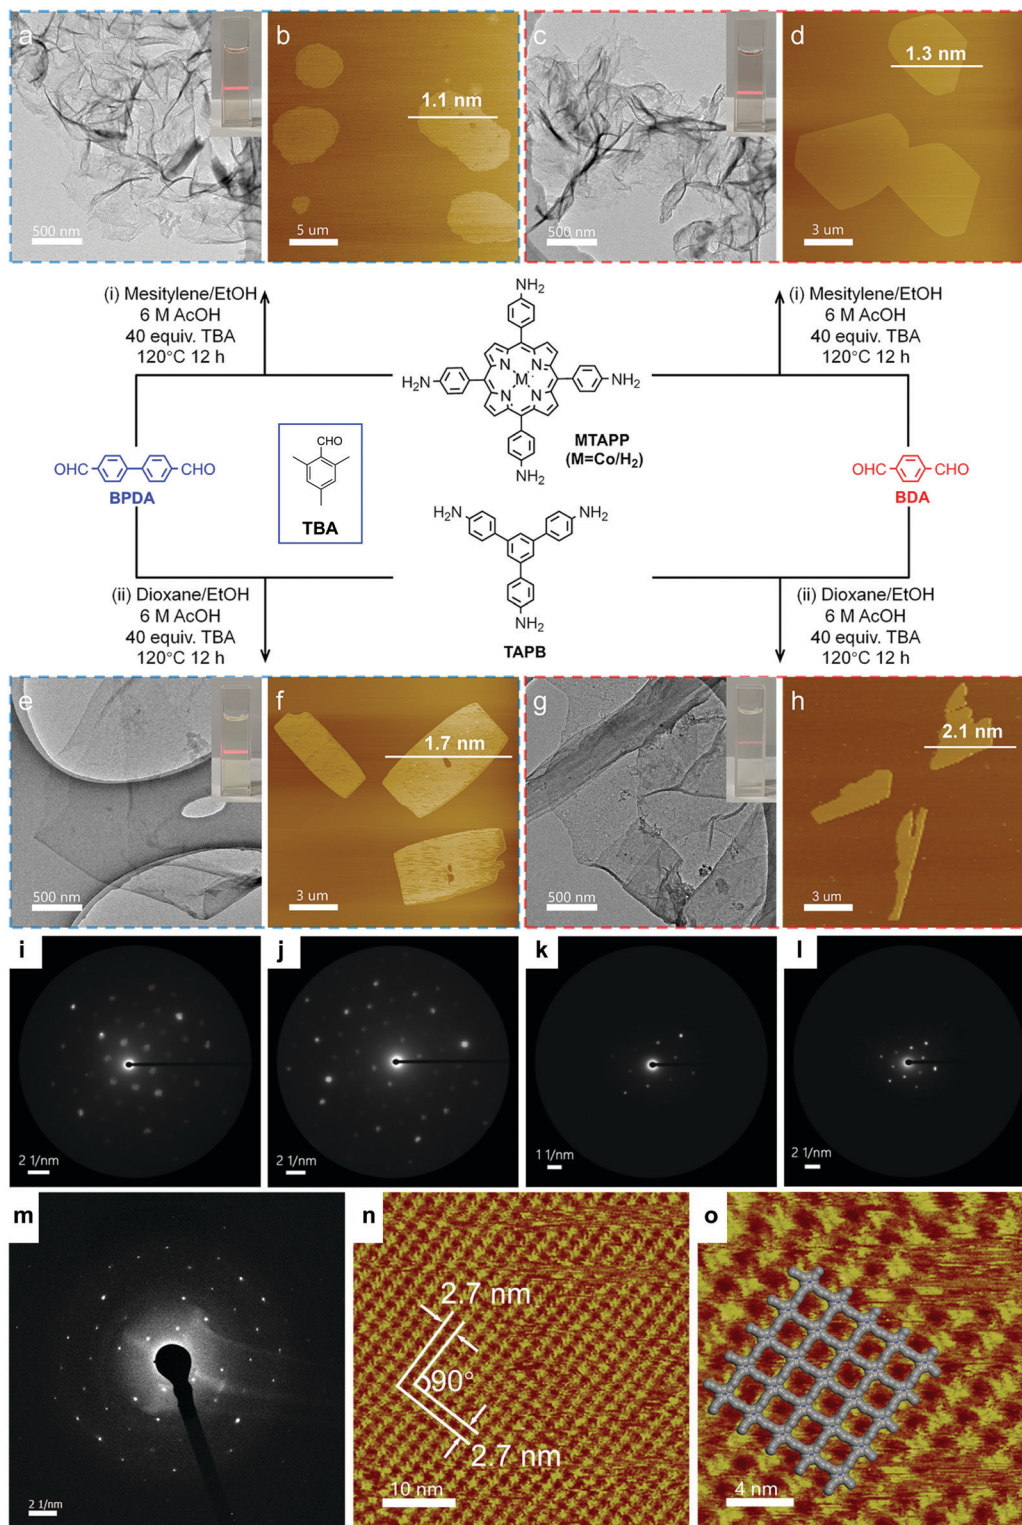 a
b
c
d
1.1 nm
1.3 nm
500 nm
5 um
500 nm
3 um
(i) Mesitylene/EtOH
6 M AcOH
40 equiv. TBA
120°C 12 h
(i) Mesitylene/EtOH
6 M AcOH
40 equiv. TBA
120°C 12 h
NH2
H2N
NH2
N
N
M
N
N
NH2
MTAPP
(M=Co/H2)
OHC
CHO
BPDA
CHO
TBA
OHC
CHO
BDA
H2N
NH2
NH2
TAPB
(ii) Dioxane/EtOH
6 M AcOH
40 equiv. TBA
120°C 12 h
(ii) Dioxane/EtOH
6 M AcOH
40 equiv. TBA
120°C 12 h
e
f
g
h
1.7 nm
2.1 nm
500 nm
3 um
500 nm
3 um
i
j
k
l
2 1/nm
2 1/nm
1 1/nm
2 1/nm
m
n
o
2.7 nm
90°
2.7 nm
2 1/nm
10 nm
4 nm